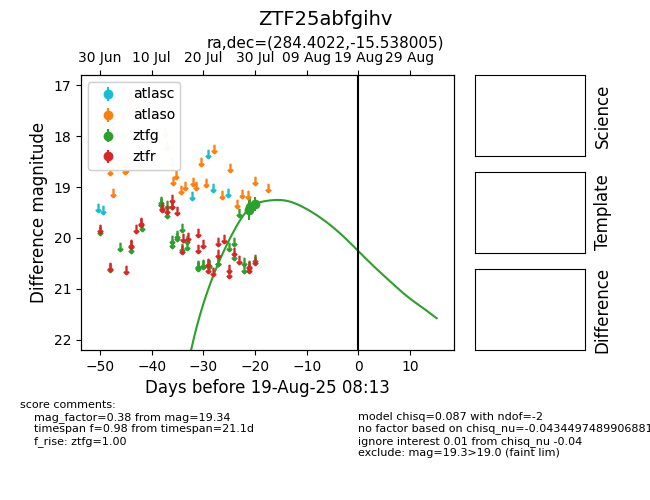 ZTF25abfgihv
ra,dec=(284.4022,-15.538005)
30 Jun 10 Jul 20 Jul 30 Jul 09 Aug 19 Aug 29 Aug
17
18
19
20
21
22
Difference magnitude
atlasc
atlaso
ztfg
ztfr
−50 −40 −30 −20 −10 0 10
Days before 19-Aug-25 08:13
Science
Template
Difference
score comments:
mag_factor=0.38 from mag=19.34
timespan f=0.98 from timespan=21.1d
f_rise: ztfg=1.00
model chisq=0.087 with ndof=-2
no factor based on chisq_nu=-0.0434497489906881
ignore interest 0.01 from chisq_nu -0.04
exclude: mag=19.3>19.0 (faint lim)